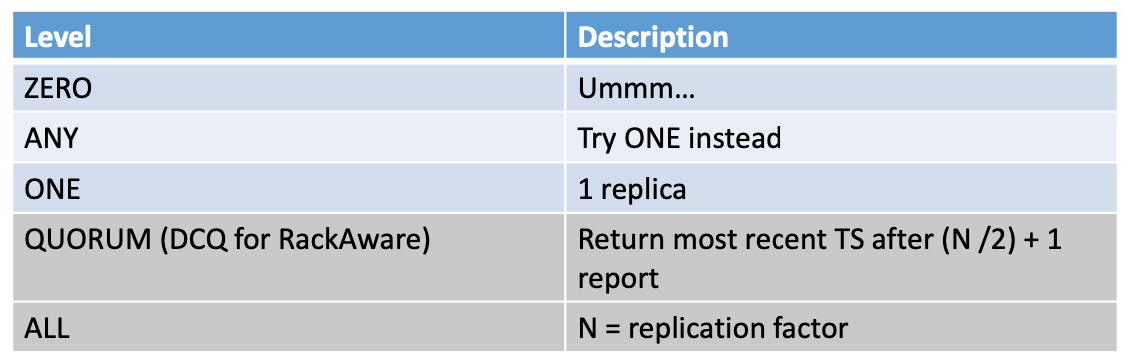 Level Description
ZERO Ummm…
ANY Try ONE instead
ONE 1 replica
QUORUM (DCQ for RackAware) Return most recent TS after (N /2) + 1
report
ALL N = replication factor